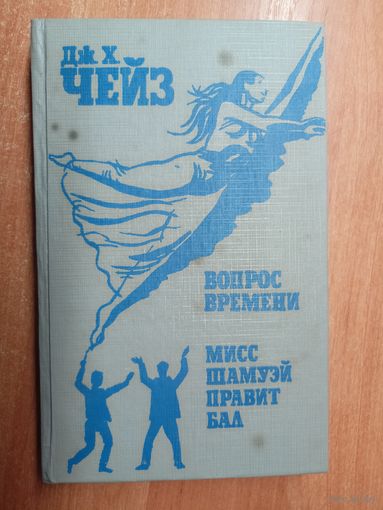 Дж Х
ЧЕЙЗ
ВОПРОС
ВРЕМЕНИ
МИСС
ШАМУЭЙ
ПРАВИТ
БАЛ